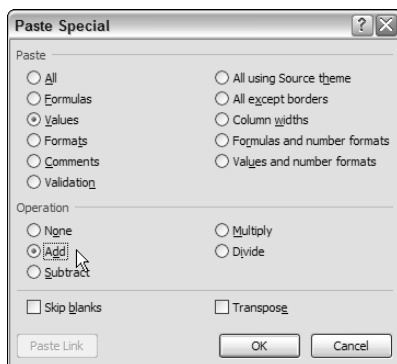 Paste Special
Paste
All
All using Source theme
Formulas
All except borders
Values
Column widths
Formats
Formulas and number formats
Comments
Values and number formats
Validation
Operation
None
Multiply
Add
Divide
Subtract
Skip blanks
Transpose
Paste Link
OK
Cancel